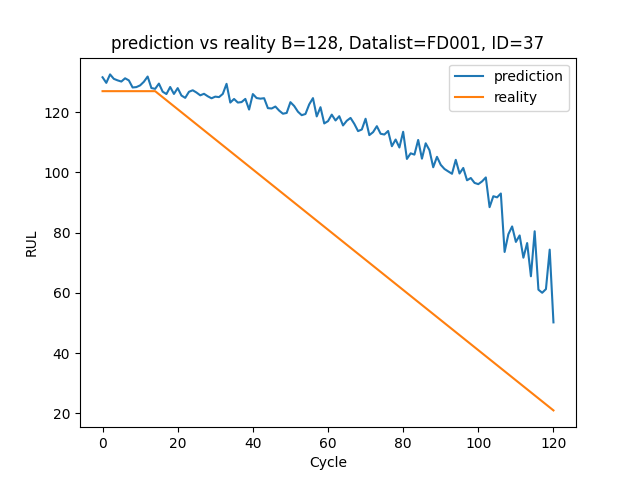 prediction vs reality B=128, Datalist=FD001, ID=37
prediction
reality
RUL
120
100
80
60
40
20
0 20 40 60 80 100 120
Cycle